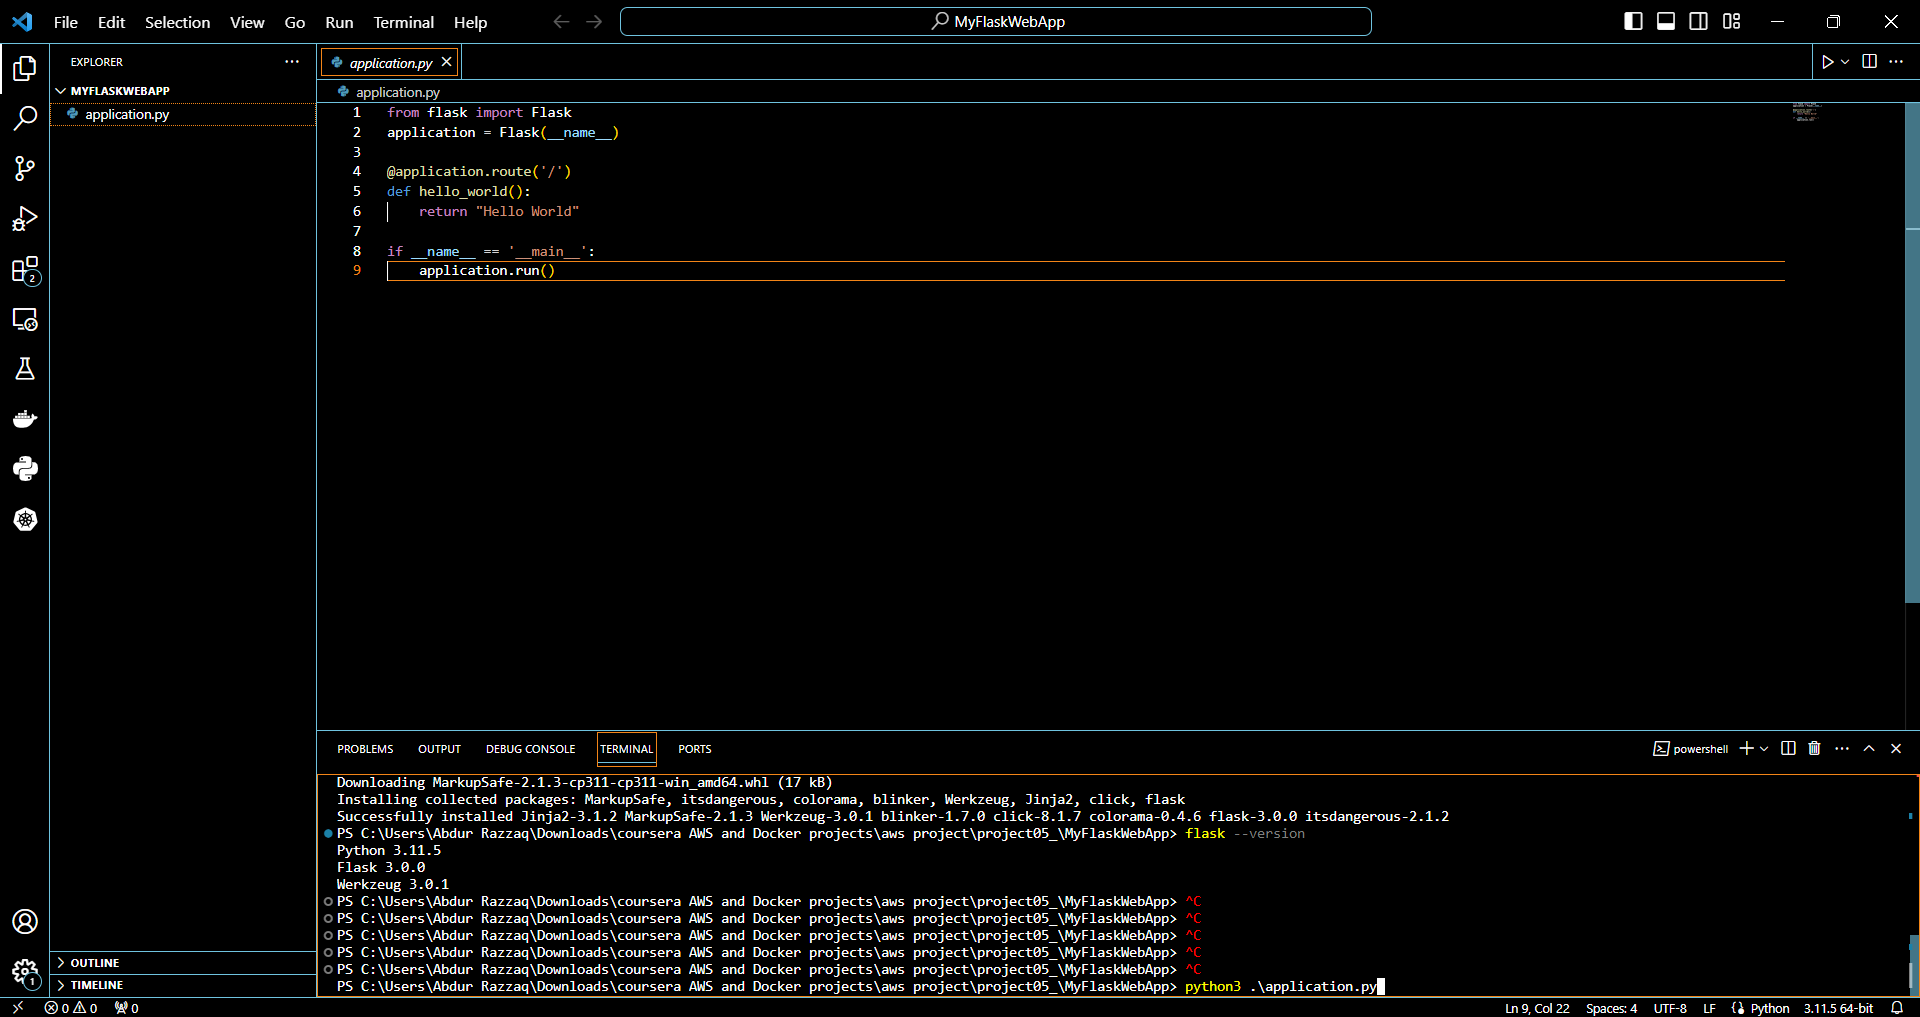 File Edit Selection View Go Run Terminal Help
MyFlaskWebApp
EXPLORER
MYFLASKWEBAPP
application.py
2
OUTLINE
1
TIMELINE
application.py
application.py
1 from flask import Flask
2 application = Flask(__name__)
3
4 @application.route('/')
5 def hello_world():
6 return "Hello World"
7
8 if __name__ == '__main__':
9 application.run()
PROBLEMS OUTPUT DEBUG CONSOLE TERMINAL PORTS
powershell
Downloading MarkupSafe-2.1.3-cp311-cp311-win_amd64.whl (17 kB)
Installing collected packages: MarkupSafe, itsdangerous, colorama, blinker, Werkzeug, Jinja2, click, flask
Successfully installed Jinja2-3.1.2 MarkupSafe-2.1.3 Werkzeug-3.0.1 blinker-1.7.0 click-8.1.7 colorama-0.4.6 flask-3.0.0 itsdangerous-2.1.2
PS C:\Users\Abdur Razzaq\Downloads\coursera AWS and Docker projects\aws project\project05_\MyFlaskWebApp> flask --version
Python 3.11.5
Flask 3.0.0
Werkzeug 3.0.1
PS C:\Users\Abdur Razzaq\Downloads\coursera AWS and Docker projects\aws project\project05_\MyFlaskWebApp> ^C
PS C:\Users\Abdur Razzaq\Downloads\coursera AWS and Docker projects\aws project\project05_\MyFlaskWebApp> ^C
PS C:\Users\Abdur Razzaq\Downloads\coursera AWS and Docker projects\aws project\project05_\MyFlaskWebApp> ^C
PS C:\Users\Abdur Razzaq\Downloads\coursera AWS and Docker projects\aws project\project05_\MyFlaskWebApp> ^C
PS C:\Users\Abdur Razzaq\Downloads\coursera AWS and Docker projects\aws project\project05_\MyFlaskWebApp> ^C
PS C:\Users\Abdur Razzaq\Downloads\coursera AWS and Docker projects\aws project\project05_\MyFlaskWebApp> python3 .\application.py
0 0 0 Ln 9, Col 22 Spaces: 4 UTF-8 LF Python 3.11.5 64-bit